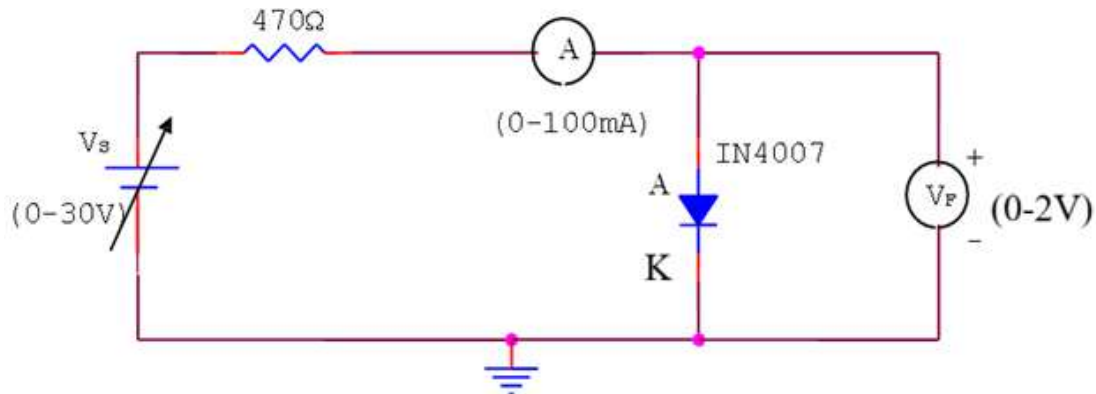 470Ω
A
(0-100mA)
Vs
(0-30V)
IN4007
A
K
VF
+
(0-2V)
-